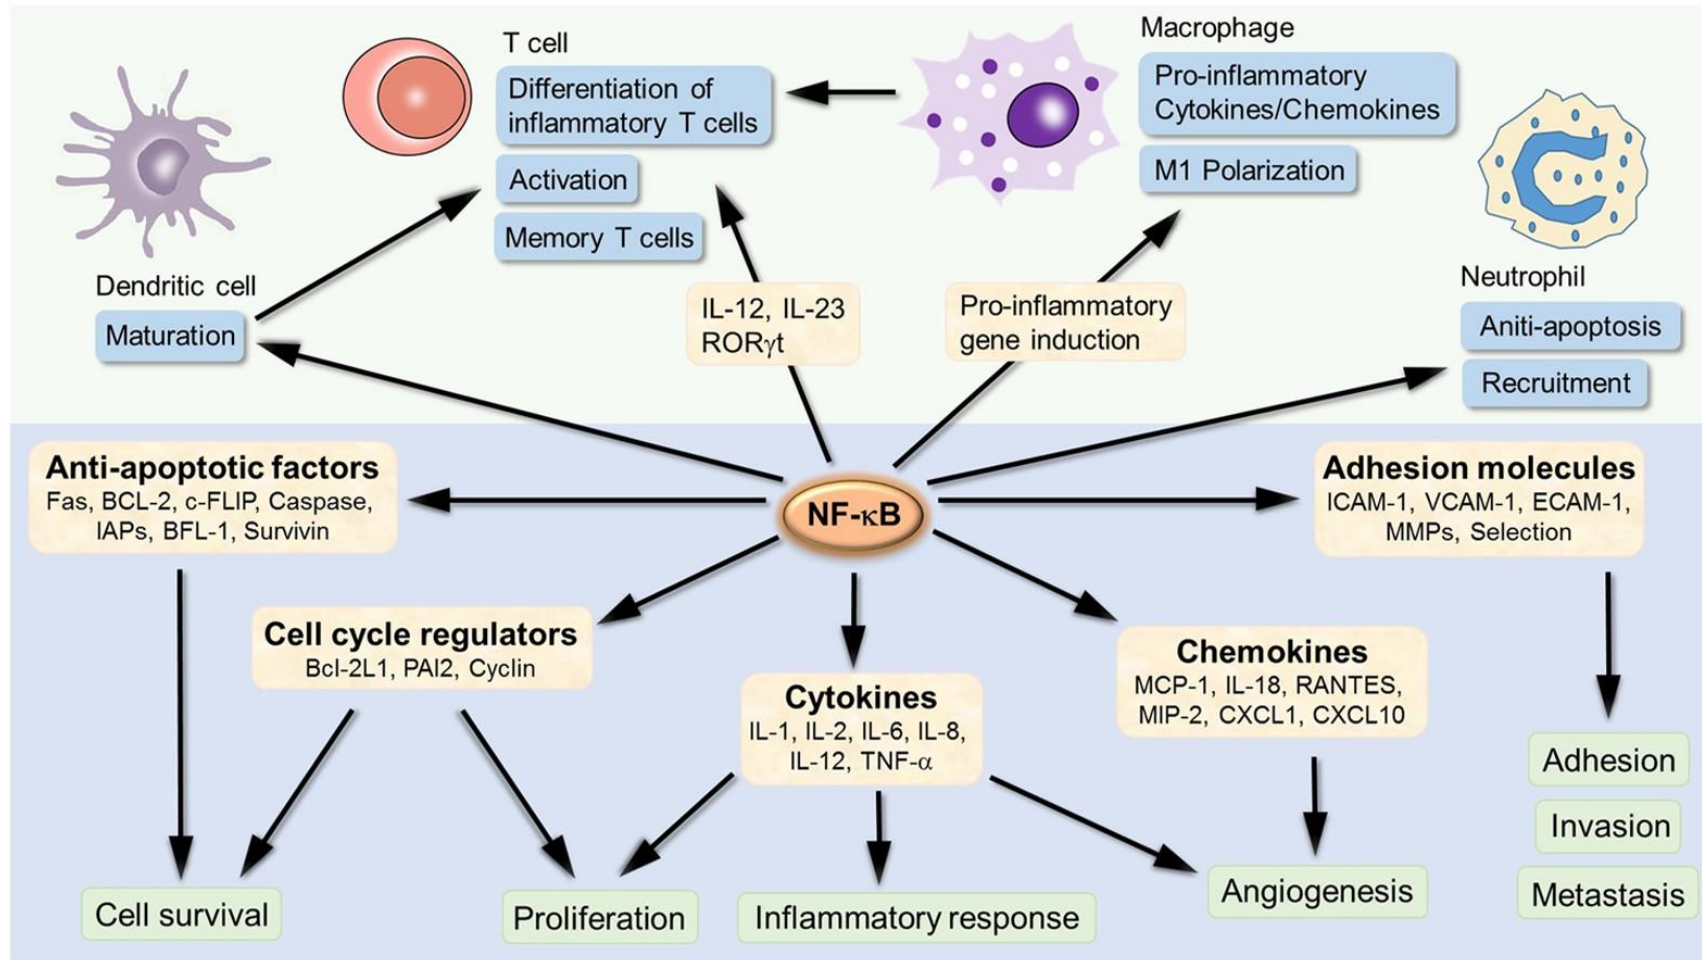 T cell
Differentiation of
inflammatory T cells
Activation
Memory T cells
Macrophage
Pro-inflammatory
Cytokines/Chemokines
M1 Polarization
Dendritic cell
Maturation
IL-12, IL-23
RORγt
Pro-inflammatory
gene induction
Neutrophil
Aniti-apoptosis
Recruitment
NF-κB
Anti-apoptotic factors
Fas, BCL-2, c-FLIP, Caspase,
IAPs, BFL-1, Survivin
Adhesion molecules
ICAM-1, VCAM-1, ECAM-1,
MMPs, Selection
Cell cycle regulators
Bcl-2L1, PAI2, Cyclin
Cytokines
IL-1, IL-2, IL-6, IL-8,
IL-12, TNF-α
Chemokines
MCP-1, IL-18, RANTES,
MIP-2, CXCL1, CXCL10
Cell survival
Proliferation
Inflammatory response
Angiogenesis
Adhesion
Invasion
Metastasis